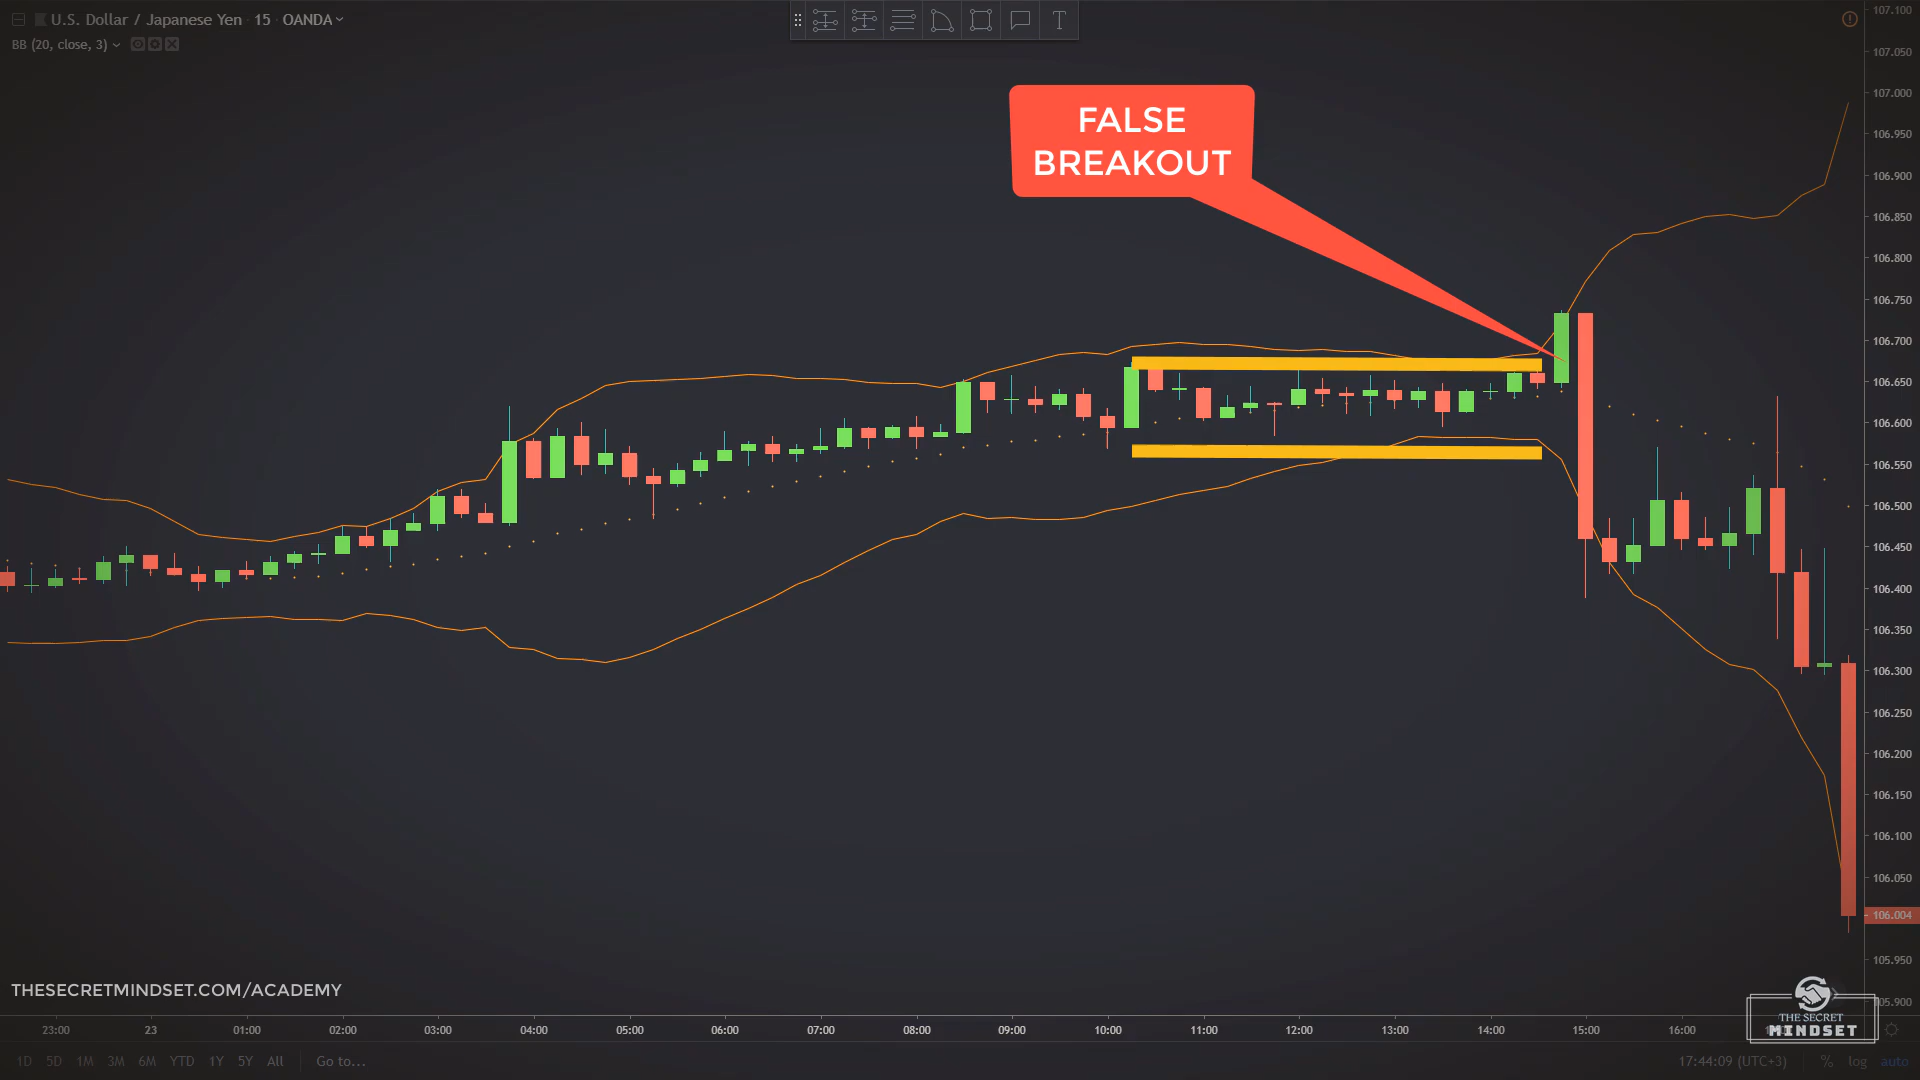 U.S. Dollar / Japanese Yen · 15 · OANDA
BB (20, close, 3)
FALSE
BREAKOUT
107.100
107.050
107.000
106.950
106.900
106.850
106.800
106.750
106.700
106.650
106.600
106.550
106.500
106.450
106.400
106.350
106.300
106.250
106.200
106.150
106.100
106.050
106.004
105.950
105.900
THESECRETMINDSET.COM/ACADEMY
THE SECRET
MINDSET
23:00 23 01:00 02:00 03:00 04:00 05:00 06:00 07:00 08:00 09:00 10:00 11:00 12:00 13:00 14:00 15:00 16:00
1D 5D 1M 3M 6M YTD 1Y 5Y All Go to...
17:44:09 (UTC+3) % log auto